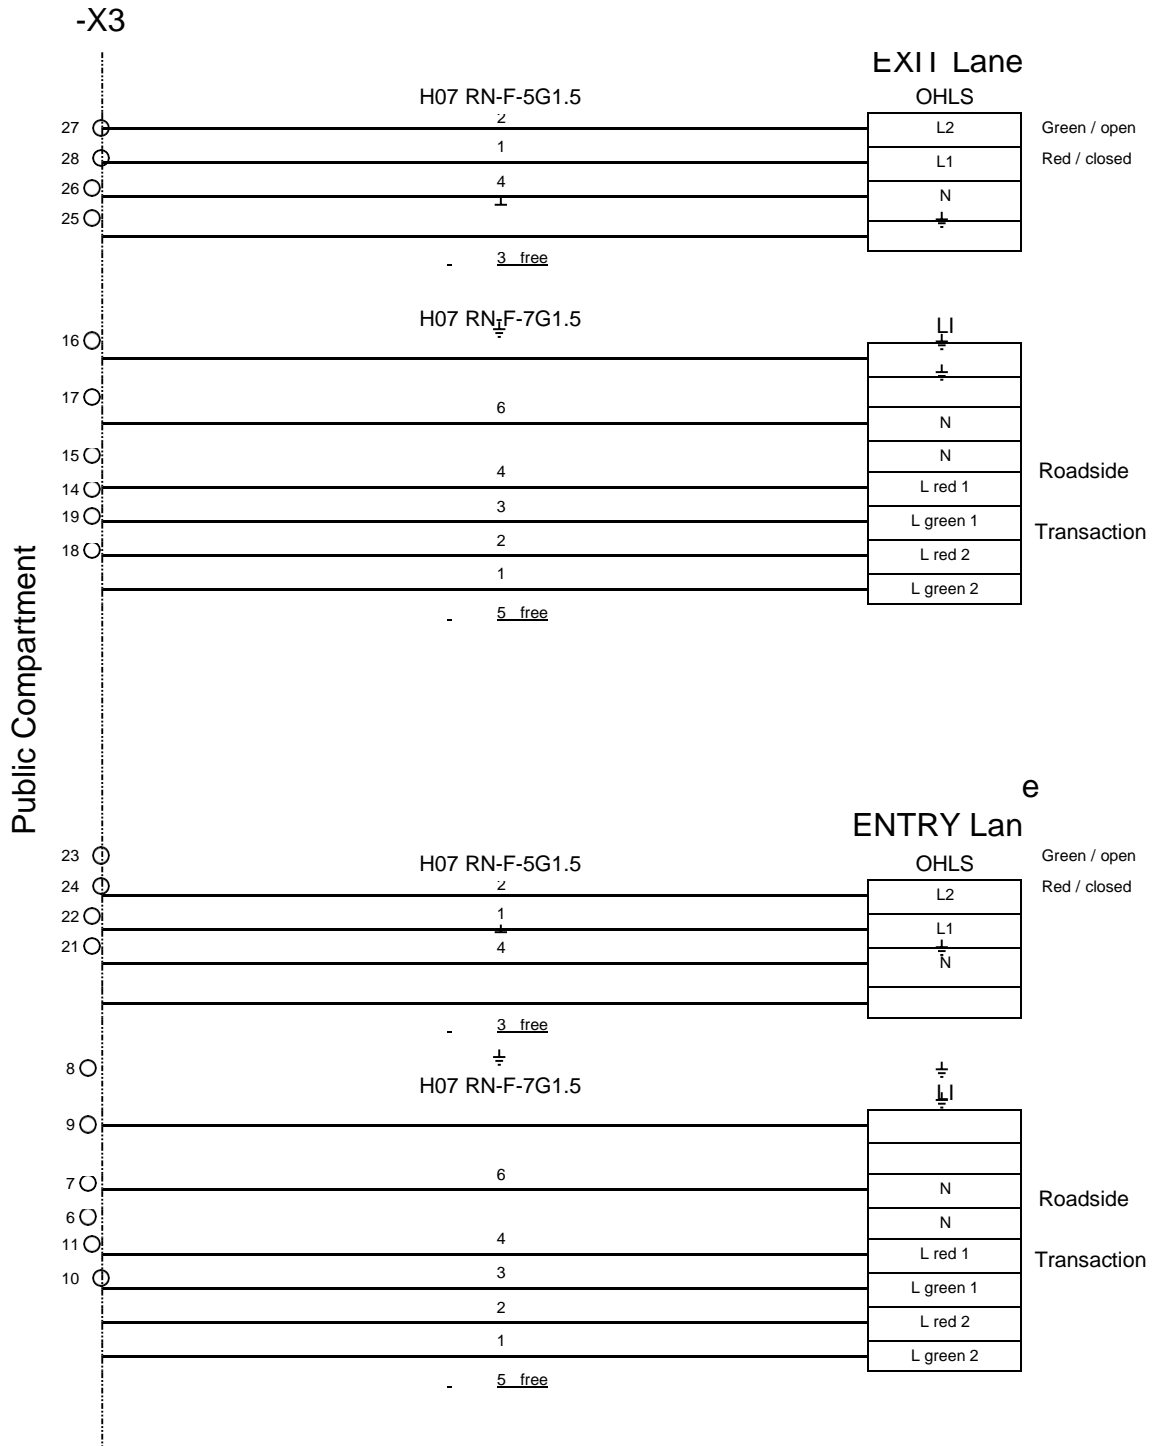 -X3
EXIT Lane
H07 RN-F-5G1.5 OHLS
27 2 L2 Green / open
28 1 L1 Red / closed
26 4 N
25
3 free
H07 RN-F-7G1.5 LI
16
17
6 N
15 N
4 Roadside
14 L red 1
19 3 L green 1
Transaction
18 2 L red 2
1 L green 2
5 free
Public Compartment
e
ENTRY Lan
23 H07 RN-F-5G1.5 OHLS Green / open
24 2 L2 Red / closed
22 1 L1
21 4 N
3 free
8
H07 RN-F-7G1.5 LI
9
7 6 N
Roadside
6 N
11 4 L red 1
Transaction
10 3 L green 1
2 L red 2
1 L green 2
5 free